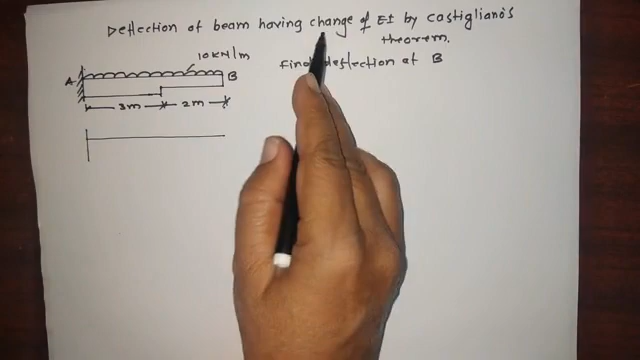 Deflection of beam having change of EI by Castigliano's
theorem.
10 kN/m
Find deflection at B
A
B
3m
2m